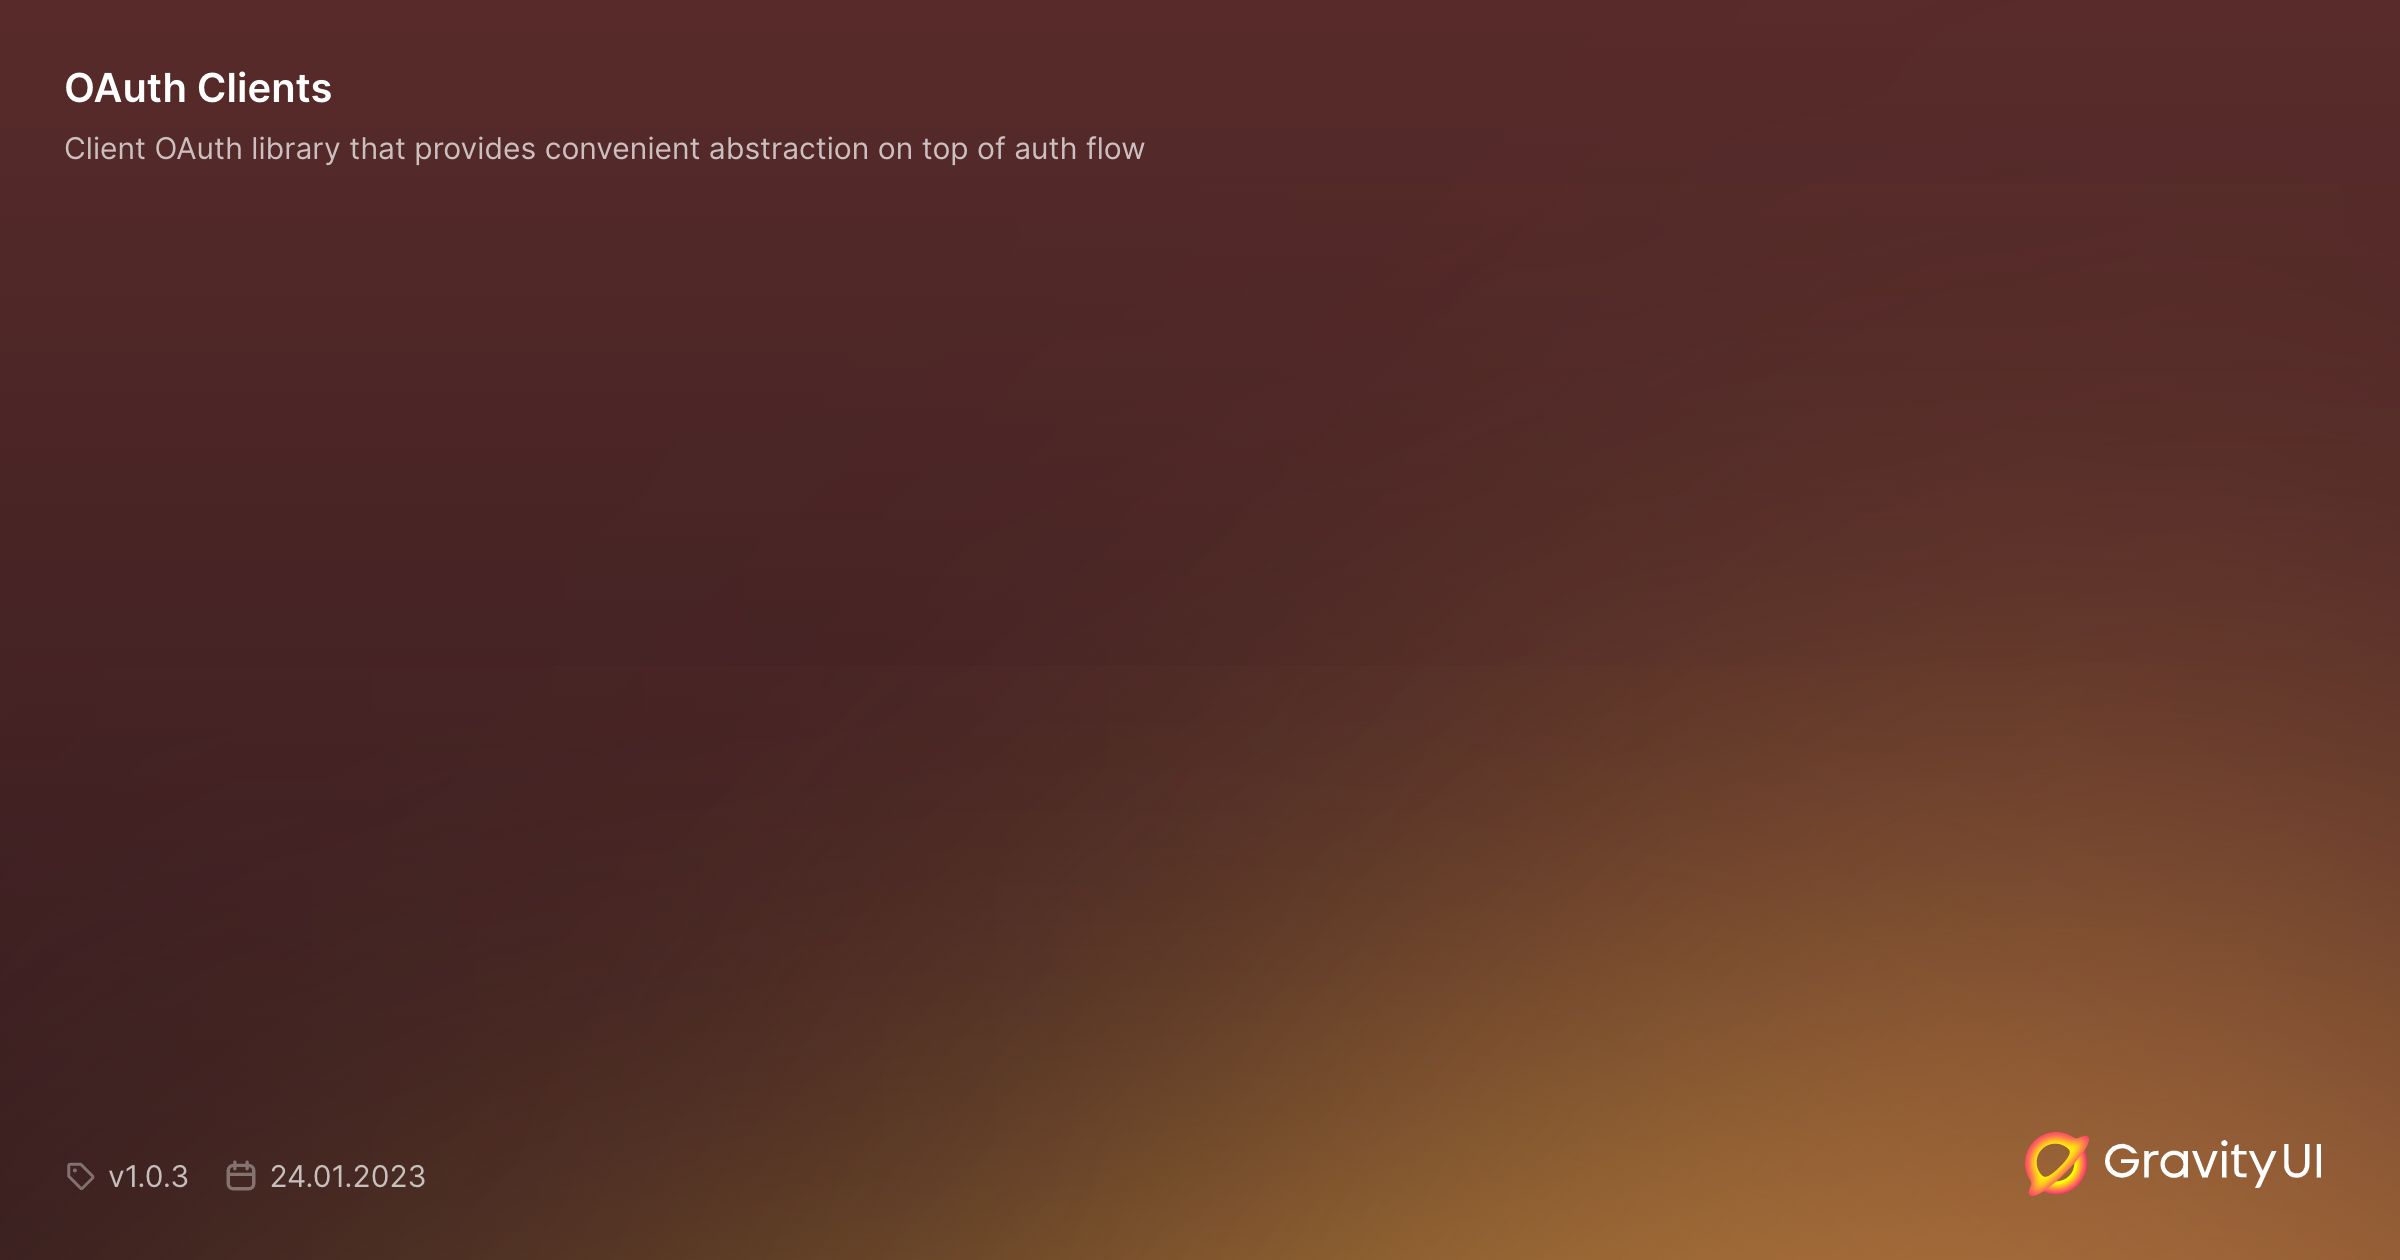 OAuth Clients
Client OAuth library that provides convenient abstraction on top of auth flow
v1.0.3 24.01.2023
Gravity UI